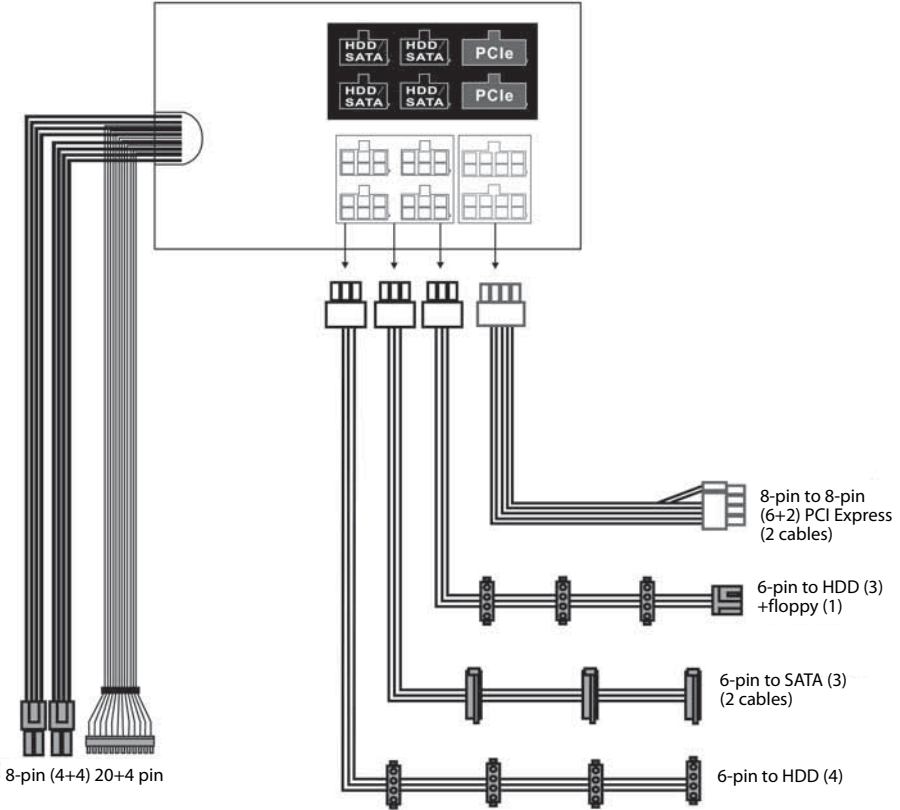 HDD/ HDD/ PCIe
SATA SATA
HDD/ HDD/ PCIe
SATA SATA
8-pin to 8-pin
(6+2) PCI Express
(2 cables)
6-pin to HDD (3)
+floppy (1)
6-pin to SATA (3)
(2 cables)
8-pin (4+4) 20+4 pin
6-pin to HDD (4)